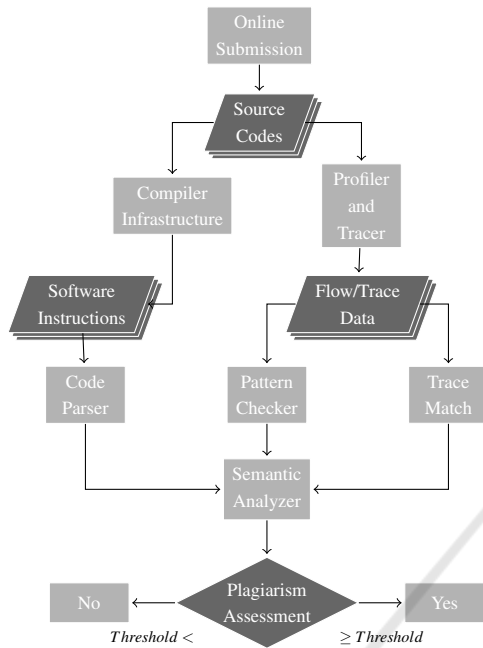 Online
Submission
Source
Codes
Compiler
Infrastructure
Profiler
and
Tracer
Software
Instructions
Flow/Trace
Data
Code
Parser
Pattern
Checker
Trace
Match
Semantic
Analyzer
Plagiarism
Assessment
No
Yes
Threshold <
≥ Threshold